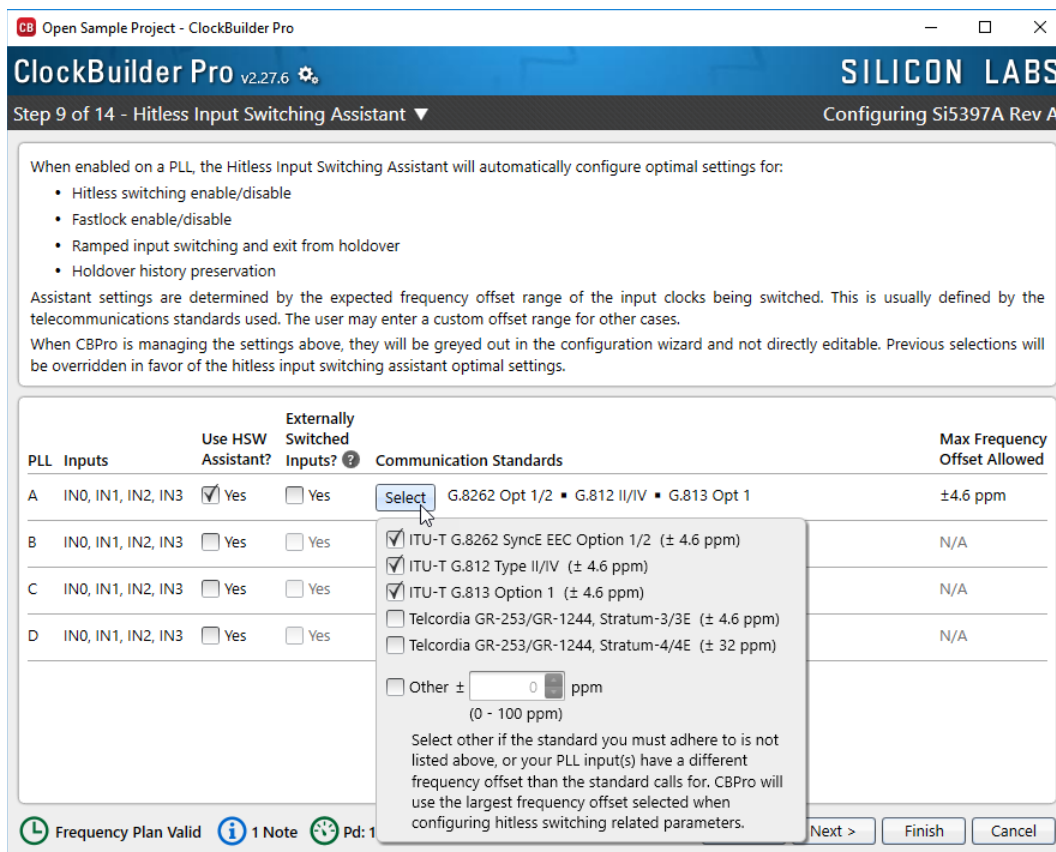 CB Open Sample Project - ClockBuilder Pro
ClockBuilder Pro v2.27.6
SILICON LABS
Step 9 of 14 - Hitless Input Switching Assistant ▼
Configuring Si5397A Rev A
When enabled on a PLL, the Hitless Input Switching Assistant will automatically configure optimal settings for:
• Hitless switching enable/disable
• Fastlock enable/disable
• Ramped input switching and exit from holdover
• Holdover history preservation
Assistant settings are determined by the expected frequency offset range of the input clocks being switched. This is usually defined by the
telecommunications standards used. The user may enter a custom offset range for other cases.
When CBPro is managing the settings above, they will be greyed out in the configuration wizard and not directly editable. Previous selections will
be overridden in favor of the hitless input switching assistant optimal settings.
PLL Inputs Use HSW Assistant? Externally Switched Inputs? ? Communication Standards Max Frequency Offset Allowed
A IN0, IN1, IN2, IN3 Yes Yes Select G.8262 Opt 1/2 ▪ G.812 II/IV ▪ G.813 Opt 1 ±4.6 ppm
B IN0, IN1, IN2, IN3 Yes Yes N/A
C IN0, IN1, IN2, IN3 Yes Yes N/A
D IN0, IN1, IN2, IN3 Yes Yes N/A
ITU-T G.8262 SyncE EEC Option 1/2 (± 4.6 ppm)
ITU-T G.812 Type II/IV (± 4.6 ppm)
ITU-T G.813 Option 1 (± 4.6 ppm)
Telcordia GR-253/GR-1244, Stratum-3/3E (± 4.6 ppm)
Telcordia GR-253/GR-1244, Stratum-4/4E (± 32 ppm)
Other ± 0 ppm
(0 - 100 ppm)
Select other if the standard you must adhere to is not
listed above, or your PLL input(s) have a different
frequency offset than the standard calls for. CBPro will
use the largest frequency offset selected when
configuring hitless switching related parameters.
Frequency Plan Valid i 1 Note Pd: 1 Next > Finish Cancel